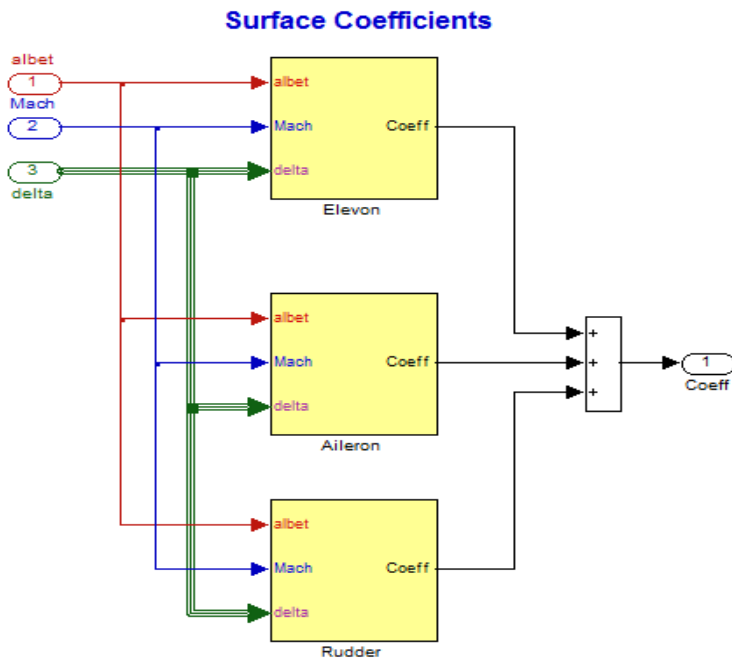 Surface Coefficients
albet
1
Mach
2
3
delta
albet
Mach
delta
Coeff
Elevon
albet
Mach
delta
Coeff
Aileron
albet
Mach
delta
Coeff
Rudder
+
+
+
1
Coeff